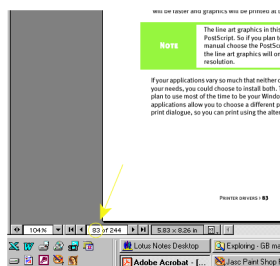 will be faster and graphics will be printed at
NOTE
The line art graphics in this
PostScript. So if you plan to
manual choose the PostSc
the line art graphics will on
resolution.
If your applications vary so much that neither o
your needs, you could choose to install both.
plan to use most of the time to be your Windo
applications allow you to choose a different p
print dialogue, so you can print using the alter
PRINTER DRIVERS > 83
104% 83 of 244 5.83 x 8.26 in
Lotus Notes Desktop Exploring - GB ma
Adobe Acrobat - [... Jasc Paint Shop